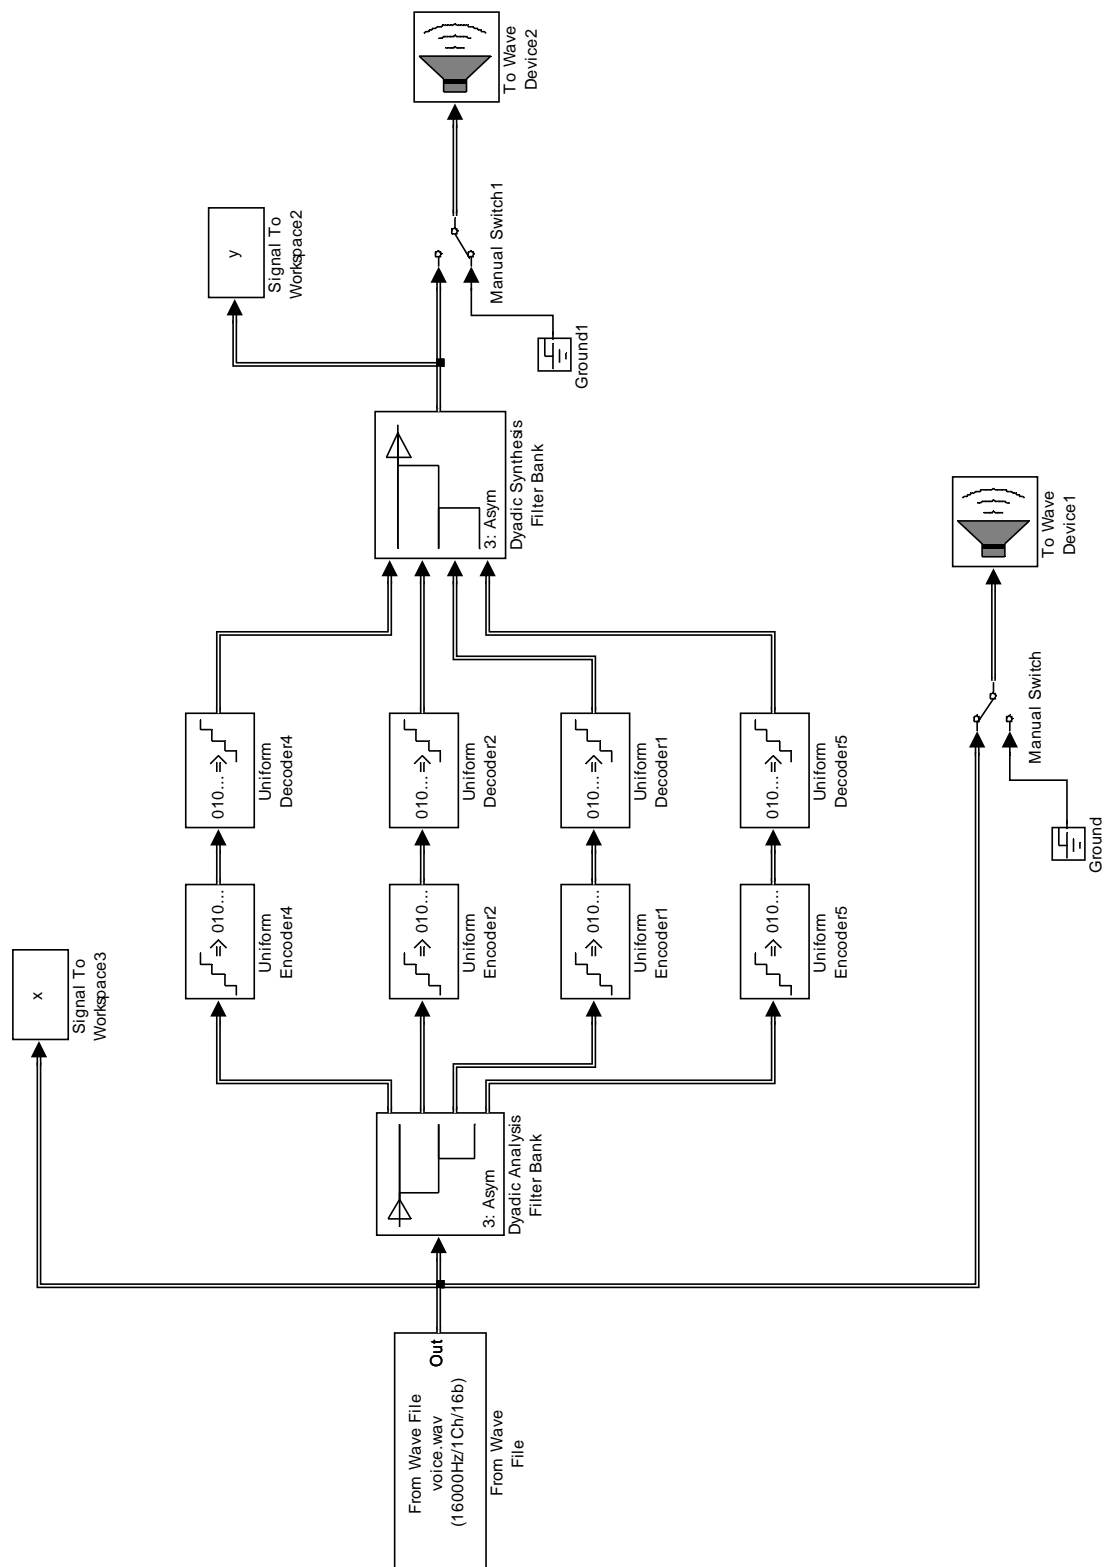 To Wave
Device2
Manual Switch1
y
Signal To
Workspace2
Ground1
3: Asym
Dyadic Synthesis
Filter Bank
To Wave
Device1
Manual Switch
Ground
010... =>
Uniform
Decoder4
010... =>
Uniform
Decoder2
010... =>
Uniform
Decoder1
010... =>
Uniform
Decoder5
=> 010...
Uniform
Encoder4
=> 010...
Uniform
Encoder2
=> 010...
Uniform
Encoder1
=> 010...
Uniform
Encoder5
x
Signal To
Workspace3
3: Asym
Dyadic Analysis
Filter Bank
From Wave File
voice.wav
(16000Hz/1Ch/16b)
Out
From Wave
File